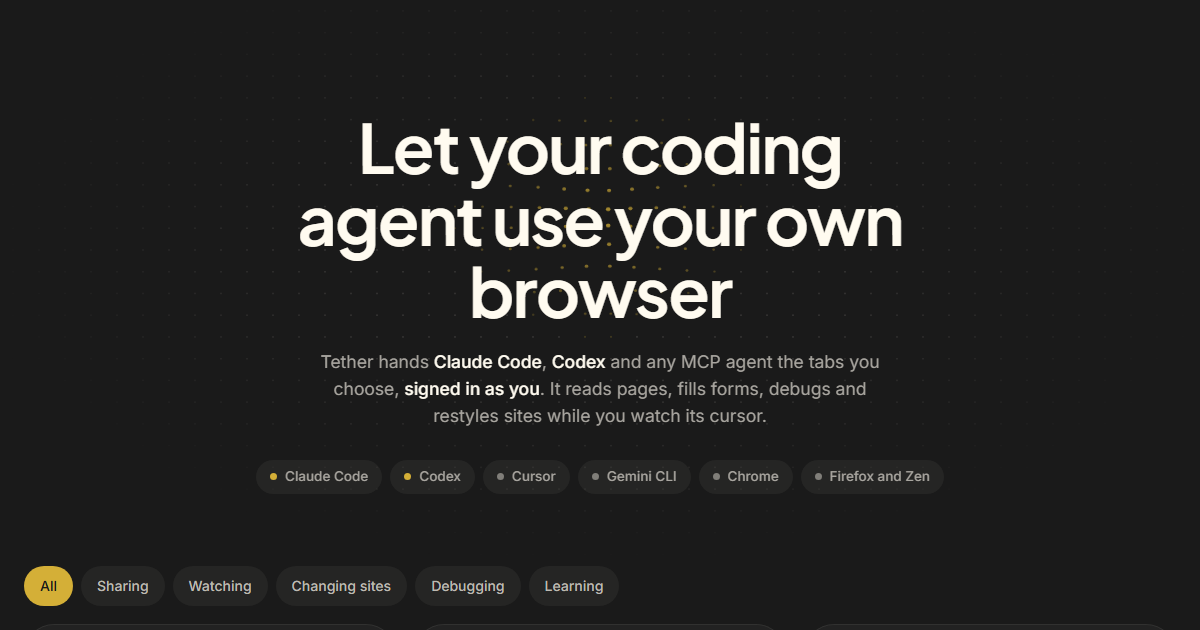 Let your coding
agent use your own
browser
Tether hands Claude Code, Codex and any MCP agent the tabs you
choose, signed in as you. It reads pages, fills forms, debugs and
restyles sites while you watch its cursor.
Claude Code Codex Cursor Gemini CLI Chrome Firefox and Zen
All Sharing Watching Changing sites Debugging Learning